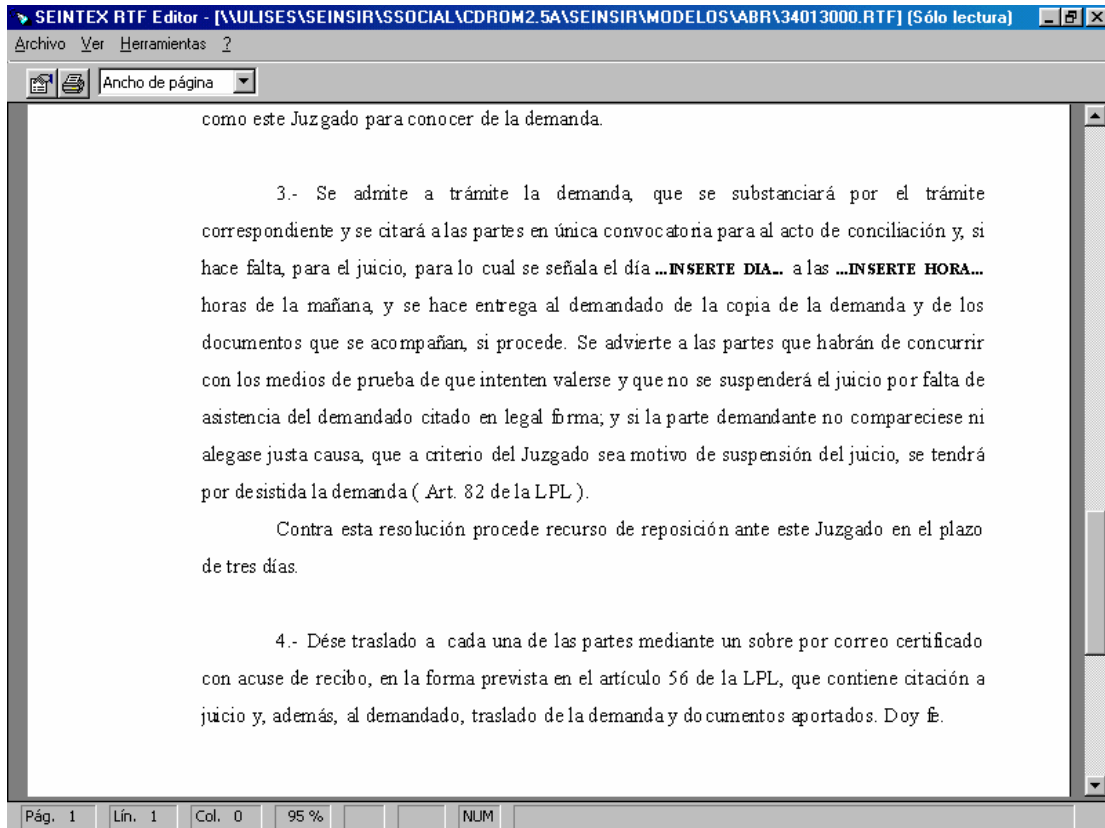 SEINTEX RTF Editor - [\\ULISES\SEINSIR\SSOCIAL\CDROM2.5A\SEINSIR\MODELOS\ABR\34013000.RTF] (Sólo lectura)
Archivo Ver Herramientas ?
Ancho de página
como este Juzgado para conocer de la demanda.
3.- Se admite a trámite la demanda, que se substanciará por el trámite
correspondiente y se citará a las partes en única convocatoria para al acto de conciliación y, si
hace falta, para el juicio, para lo cual se señala el día ...INSERTE DIA... a las ...INSERTE HORA...
horas de la mañana, y se hace entrega al demandado de la copia de la demanda y de los
documentos que se acompañan, si procede. Se advierte a las partes que habrán de concurrir
con los medios de prueba de que intenten valerse y que no se suspenderá el juicio por falta de
asistencia del demandado citado en legal forma; y si la parte demandante no compareciese ni
alegase justa causa, que a criterio del Juzgado sea motivo de suspensión del juicio, se tendrá
por desistida la demanda ( Art. 82 de la LPL ).
Contra esta resolución procede recurso de reposición ante este Juzgado en el plazo
de tres días.
4.- Dése traslado a cada una de las partes mediante un sobre por correo certificado
con acuse de recibo, en la forma prevista en el artículo 56 de la LPL, que contiene citación a
juicio y, además, al demandado, traslado de la demanda y documentos aportados. Doy fe.
Pág. 1 Lín. 1 Col. 0 95 % NUM